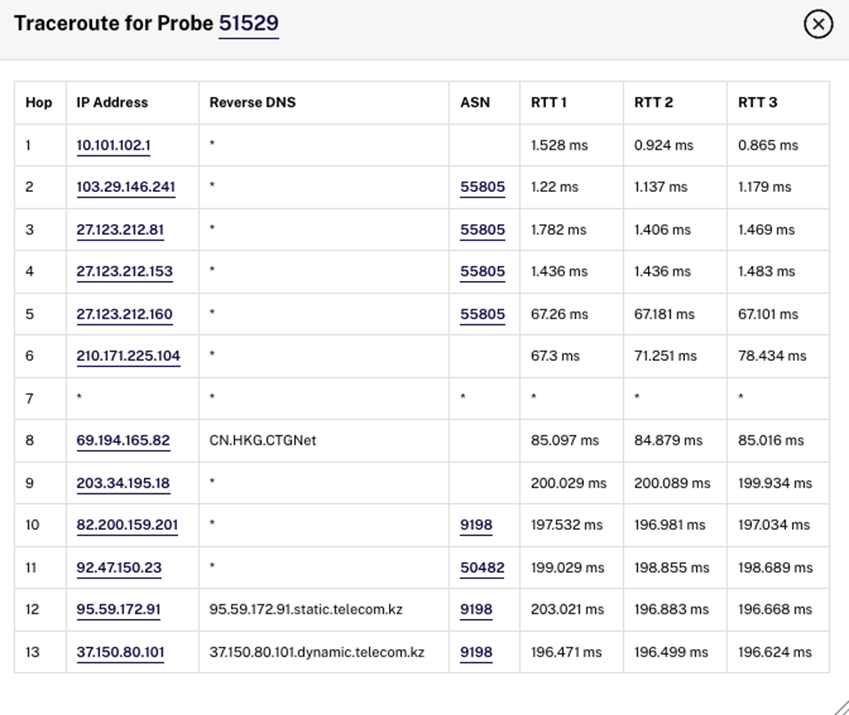 Traceroute for Probe 51529
Hop IP Address Reverse DNS ASN RTT 1 RTT 2 RTT 3
1 10.101.102.1 * 1.528 ms 0.924 ms 0.865 ms
2 103.29.146.241 * 55805 1.22 ms 1.137 ms 1.179 ms
3 27.123.212.81 * 55805 1.782 ms 1.406 ms 1.469 ms
4 27.123.212.153 * 55805 1.436 ms 1.436 ms 1.483 ms
5 27.123.212.160 * 55805 67.26 ms 67.181 ms 67.101 ms
6 210.171.225.104 * 67.3 ms 71.251 ms 78.434 ms
7 * * * * * *
8 69.194.165.82 CN.HKG.CTGNet 85.097 ms 84.879 ms 85.016 ms
9 203.34.195.18 * 200.029 ms 200.089 ms 199.934 ms
10 82.200.159.201 * 9198 197.532 ms 196.981 ms 197.034 ms
11 92.47.150.23 * 50482 199.029 ms 198.855 ms 198.689 ms
12 95.59.172.91 95.59.172.91.static.telecom.kz 9198 203.021 ms 196.883 ms 196.668 ms
13 37.150.80.101 37.150.80.101.dynamic.telecom.kz 9198 196.471 ms 196.499 ms 196.624 ms